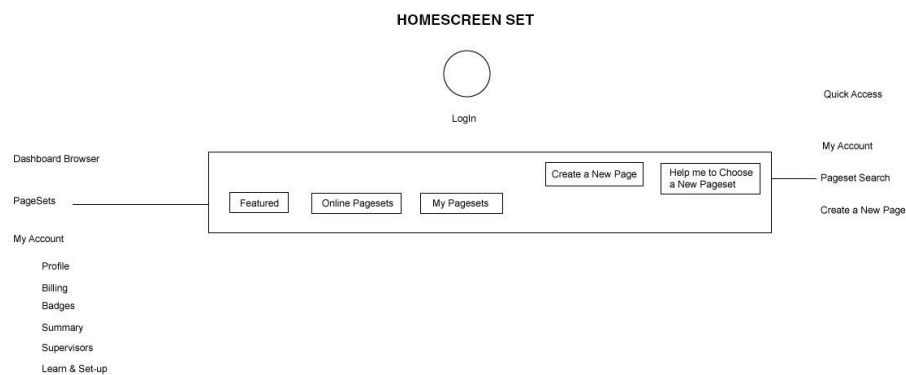 HOMESCREEN SET
LogIn
Quick Access
My Account
Pageset Search
Create a New Page
Dashboard Browser
PageSets
My Account
Profile
Billing
Badges
Summary
Supervisors
Learn & Set-up
Create a New Page
Help me to Choose
a New Pageset
Featured
Online Pagesets
My Pagesets